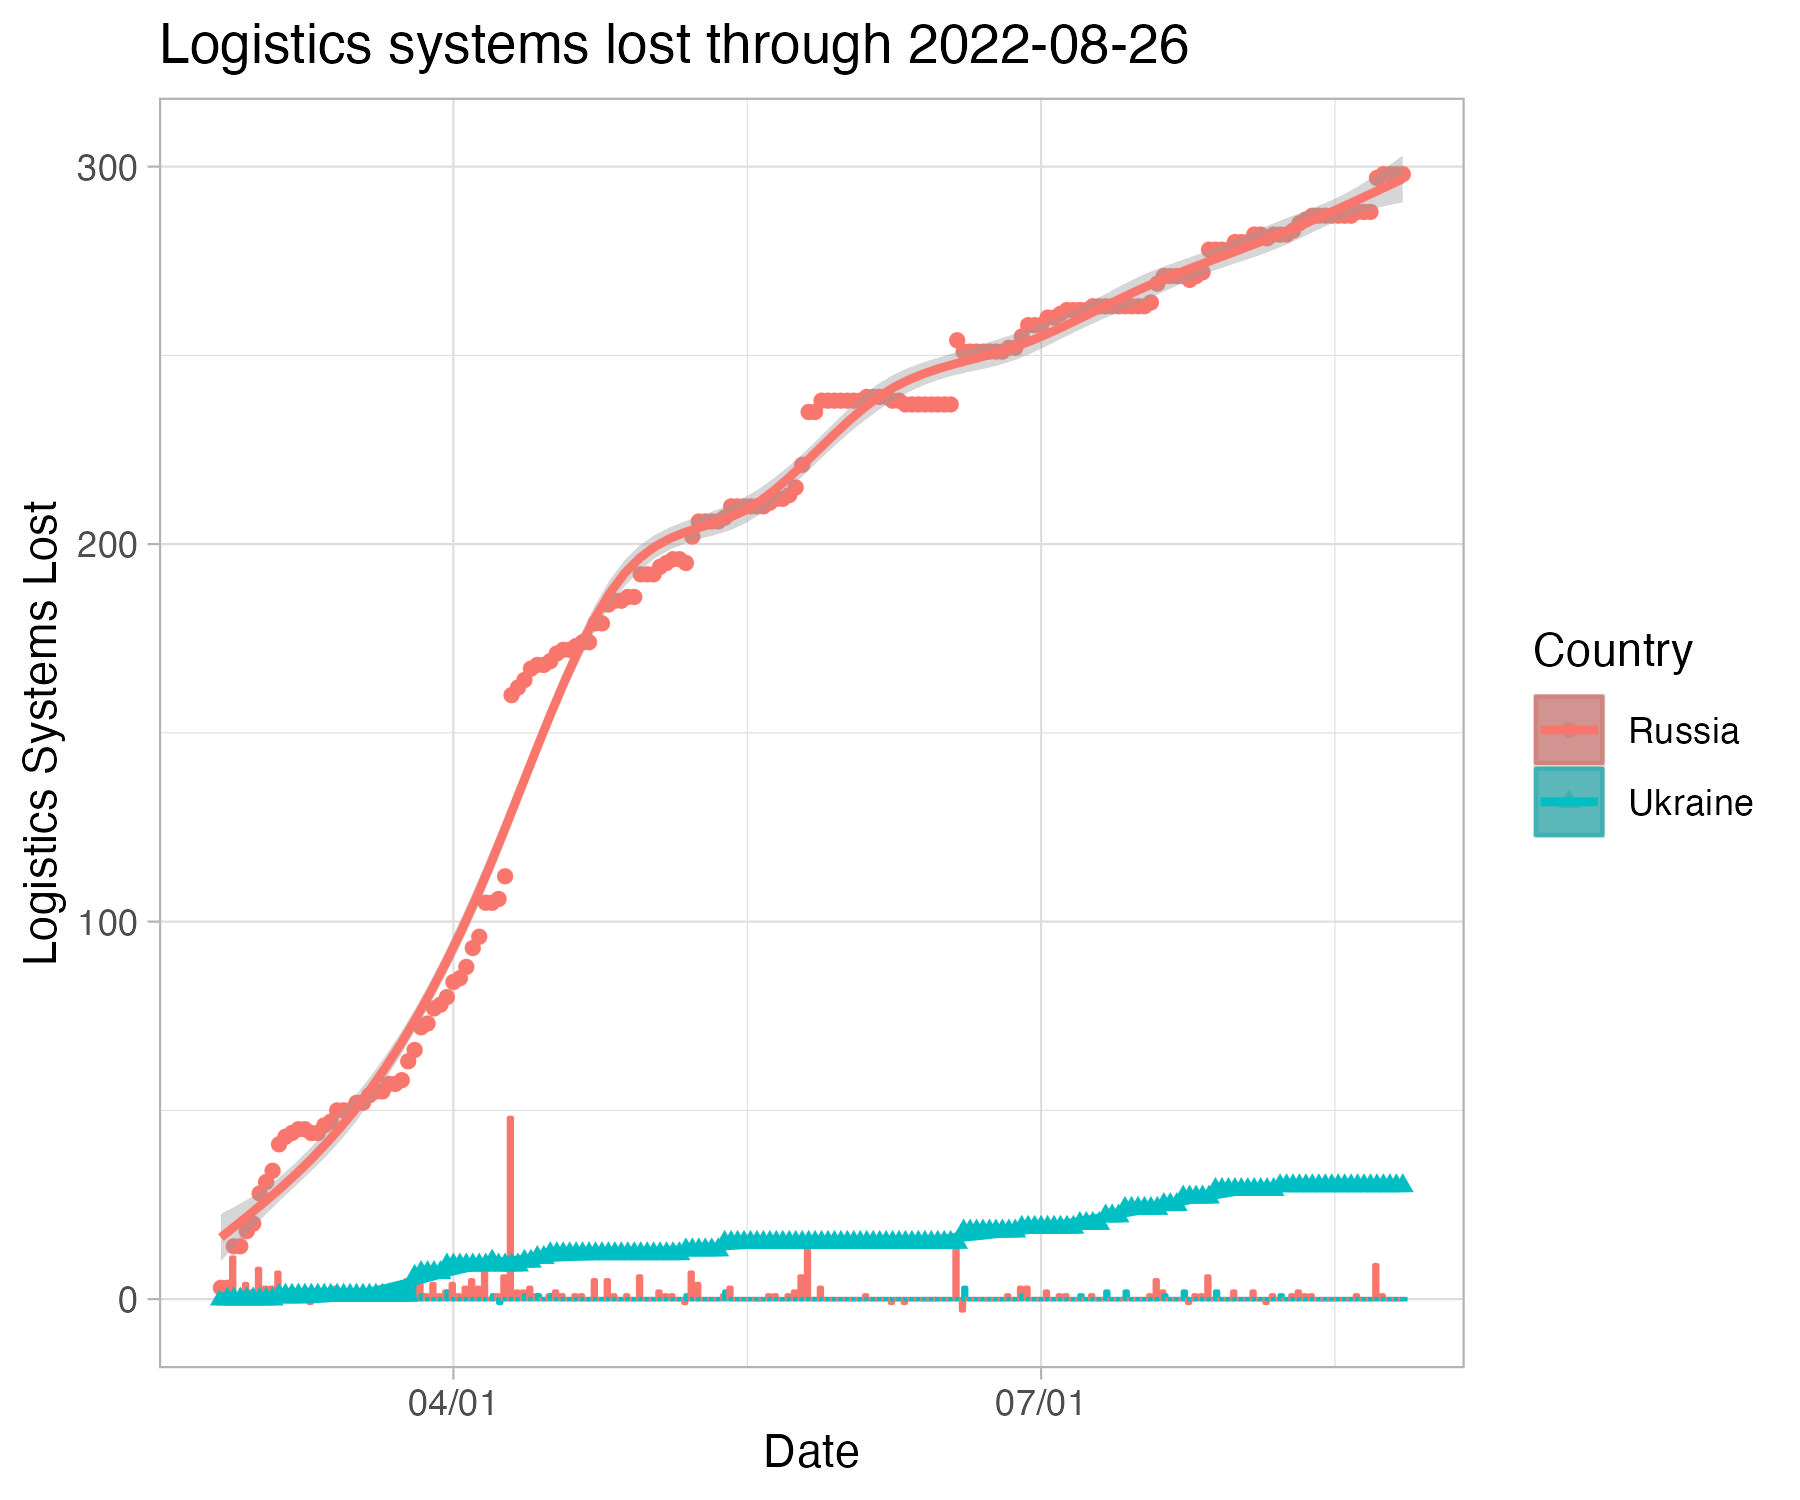 Logistics systems lost through 2022-08-26
Logistics Systems Lost
300
200
100
0
04/01
07/01
Date
Country
Russia
Ukraine